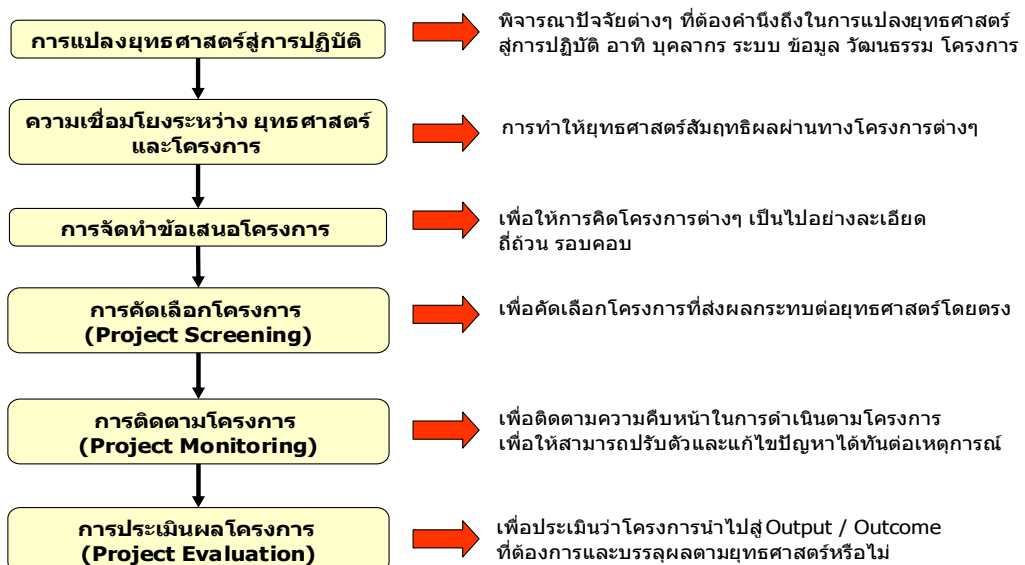 การแปลงยุทธศาสตร์สู่การปฏิบัติ
พิจารณาปัจจัยต่างๆ ที่ต้องคำนึงถึงในการแปลงยุทธศาสตร์
สู่การปฏิบัติ อาทิ บุคลากร ระบบ ข้อมูล วัฒนธรรม โครงการ
ความเชื่อมโยงระหว่าง ยุทธศาสตร์
และโครงการ
การทำให้ยุทธศาสตร์สัมฤทธิผลผ่านทางโครงการต่างๆ
การจัดทำข้อเสนอโครงการ
เพื่อให้การคิดโครงการต่างๆ เป็นไปอย่างละเอียด
ถี่ถ้วน รอบคอบ
การคัดเลือกโครงการ
(Project Screening)
เพื่อคัดเลือกโครงการที่ส่งผลกระทบต่อยุทธศาสตร์โดยตรง
การติดตามโครงการ
(Project Monitoring)
เพื่อติดตามความคืบหน้าในการดำเนินตามโครงการ
เพื่อให้สามารถปรับตัวและแก้ไขปัญหาได้ทันต่อเหตุการณ์
การประเมินผลโครงการ
(Project Evaluation)
เพื่อประเมินว่าโครงการนำไปสู่ Output / Outcome
ที่ต้องการและบรรลุผลตามยุทธศาสตร์หรือไม่